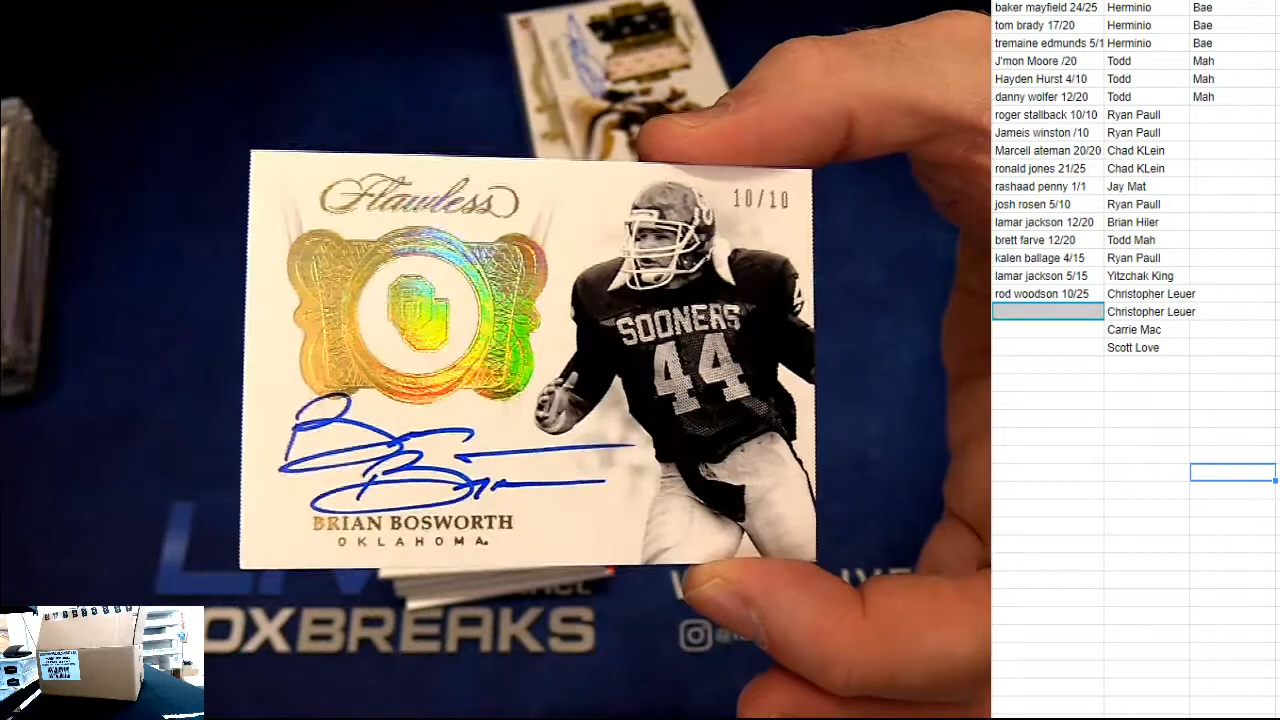 Flawless
10/10
OU
SOONERS
44
BRIAN BOSWORTH
OKLAHOMA
OXBREAKS
baker mayfield 24/25 Herminio Bae
tom brady 17/20 Herminio Bae
tremaine edmunds 5/1 Herminio Bae
J'mon Moore /20 Todd Mah
Hayden Hurst 4/10 Todd Mah
danny wolfer 12/20 Todd Mah
roger stallback 10/10 Ryan Paull
Jameis winston /10 Ryan Paull
Marcell ateman 20/20 Chad KLein
ronald jones 21/25 Chad KLein
rashaad penny 1/1 Jay Mat
josh rosen 5/10 Ryan Paull
lamar jackson 12/20 Brian Hiler
brett farve 12/20 Todd Mah
kalen ballage 4/15 Ryan Paull
lamar jackson 5/15 Yitzchak King
rod woodson 10/25 Christopher Leuer
Christopher Leuer
Carrie Mac
Scott Love